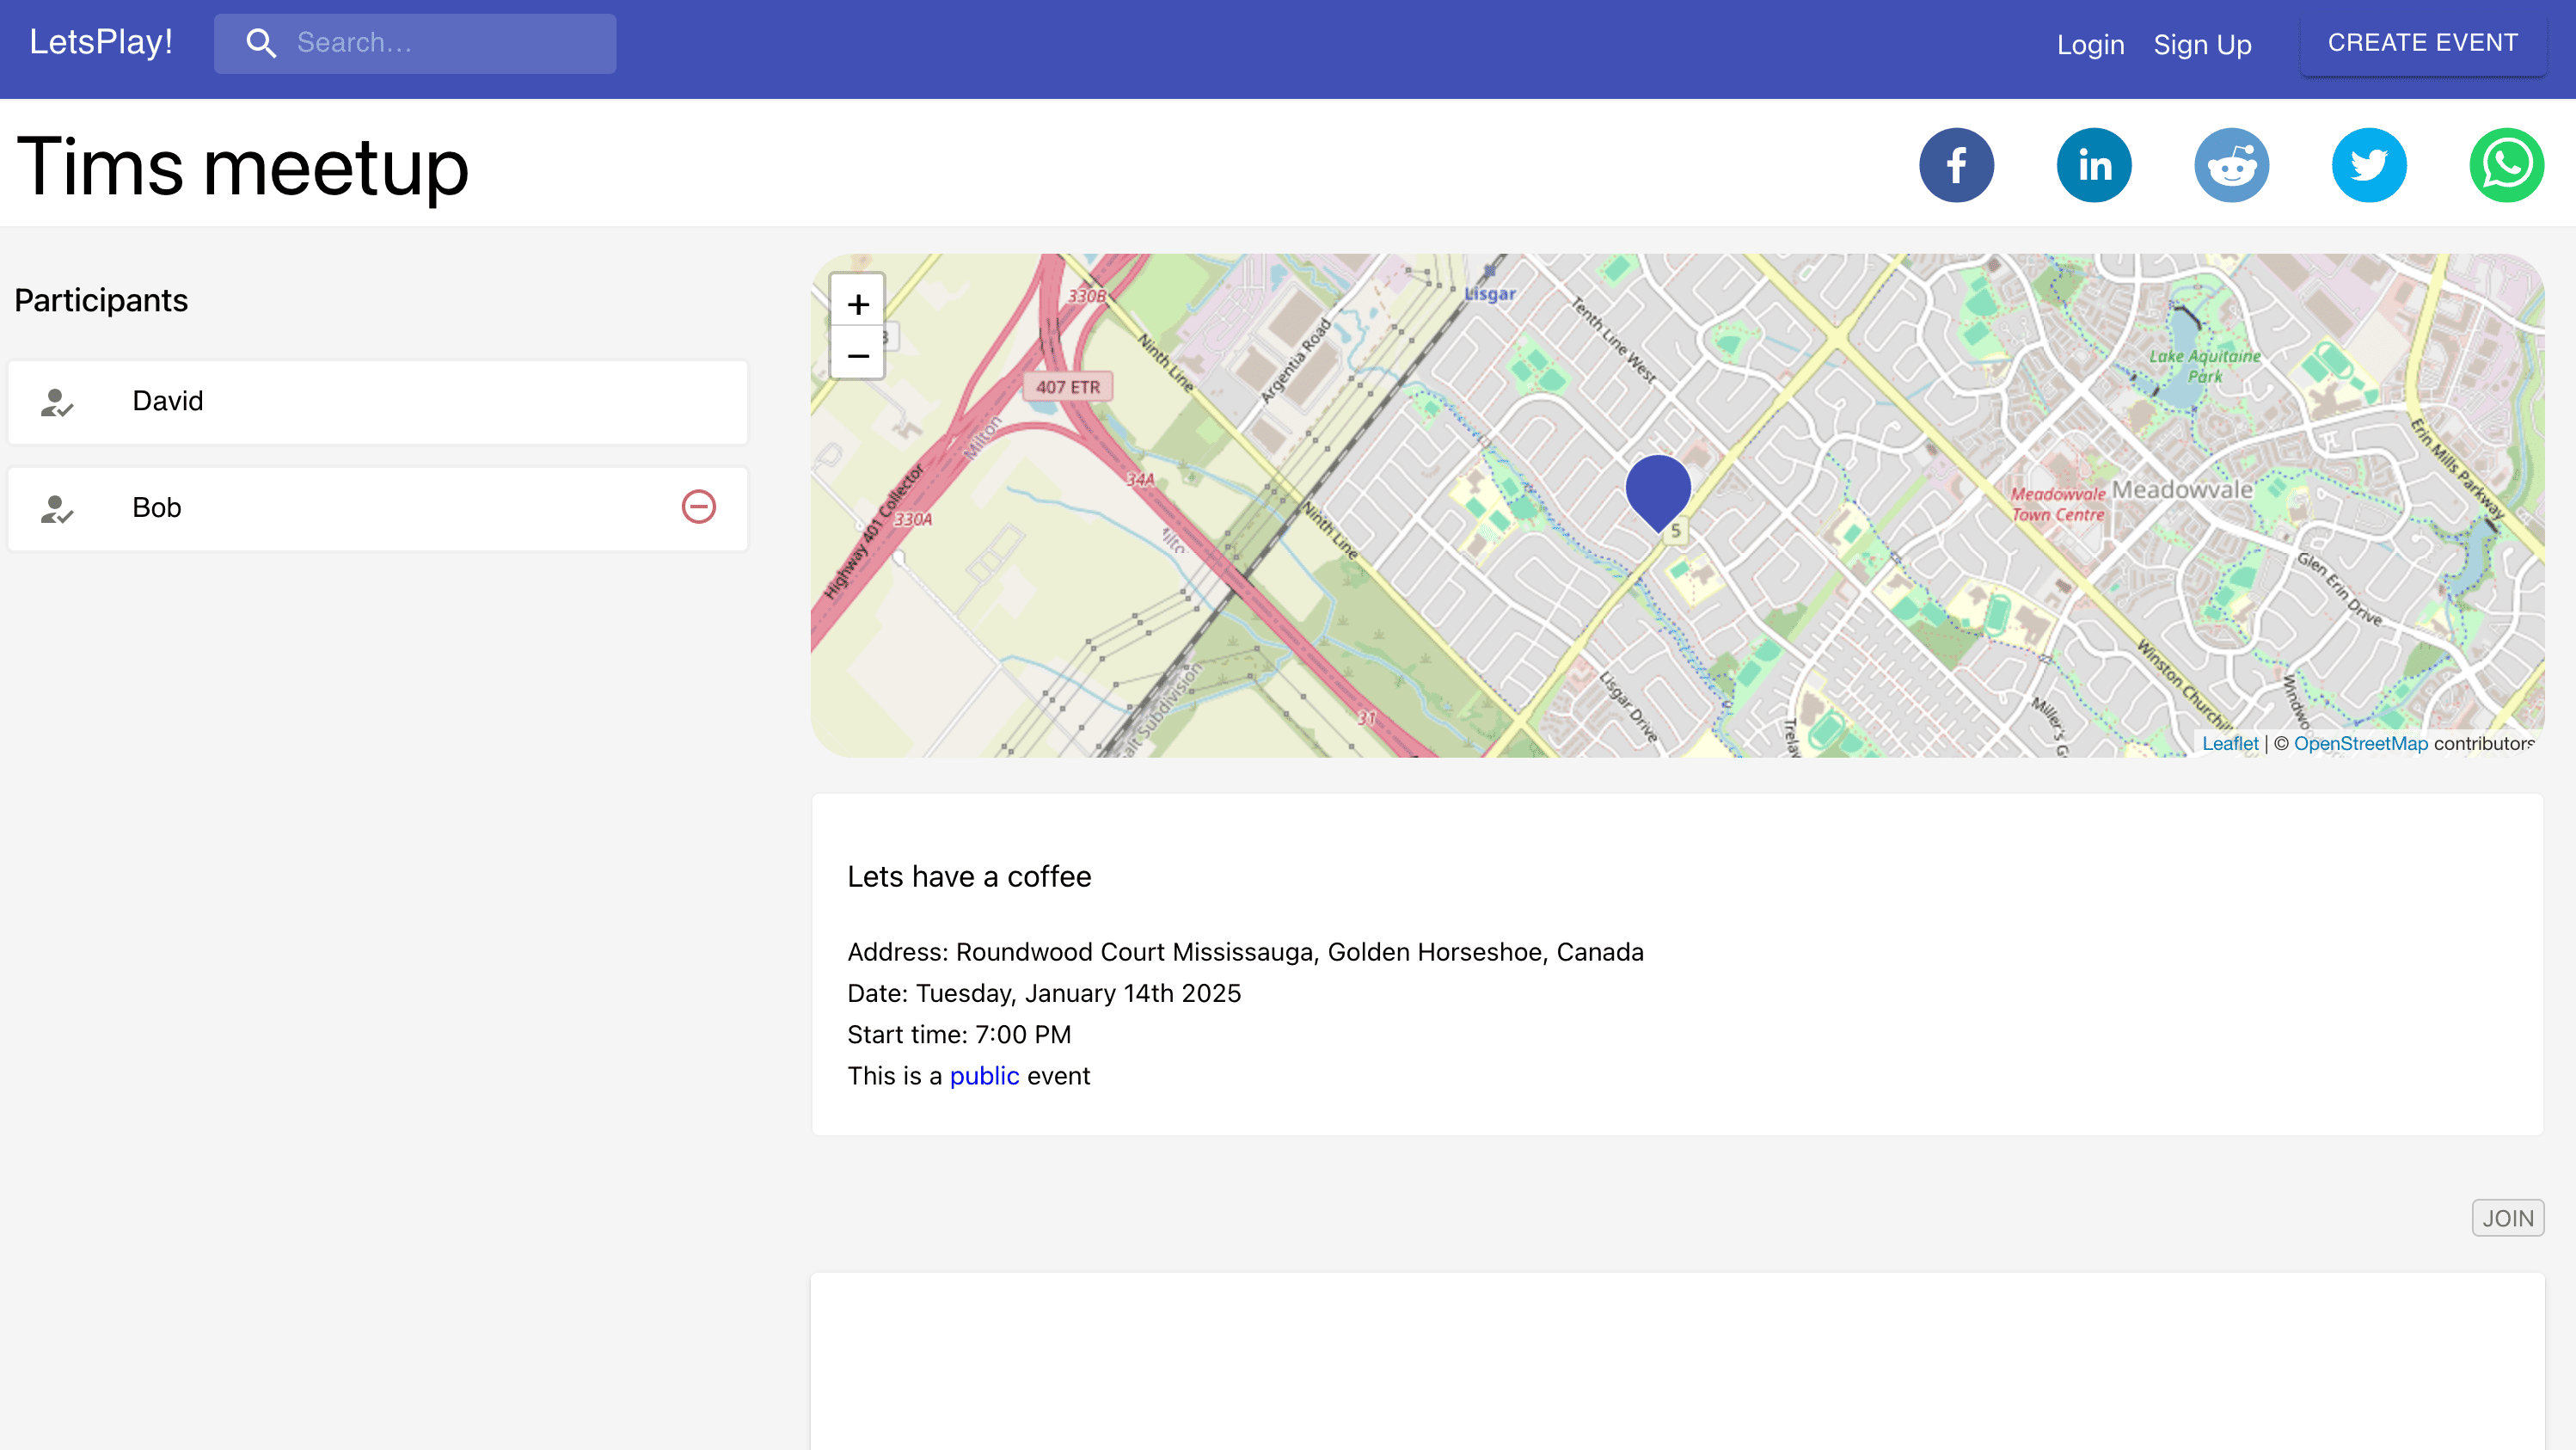 LetsPlay!
Search...
Login
Sign Up
CREATE EVENT
Tims meetup
Participants
David
Bob
+
−
330B
Ninth Line
Argentia Road
Lisgar
Tenth Line West
Lake Aquitaine
Park
407 ETR
Milton
34A
Highway 401 Collector
330A
Ninth Line
5
Meadowvale
Town Centre
Meadowvale
Erin Mills Parkway
Glen Erin Drive
Lisgar Drive
31
Winston Churchill
Leaflet | © OpenStreetMap contributors
Lets have a coffee
Address: Roundwood Court Mississauga, Golden Horseshoe, Canada
Date: Tuesday, January 14th 2025
Start time: 7:00 PM
This is a public event
JOIN